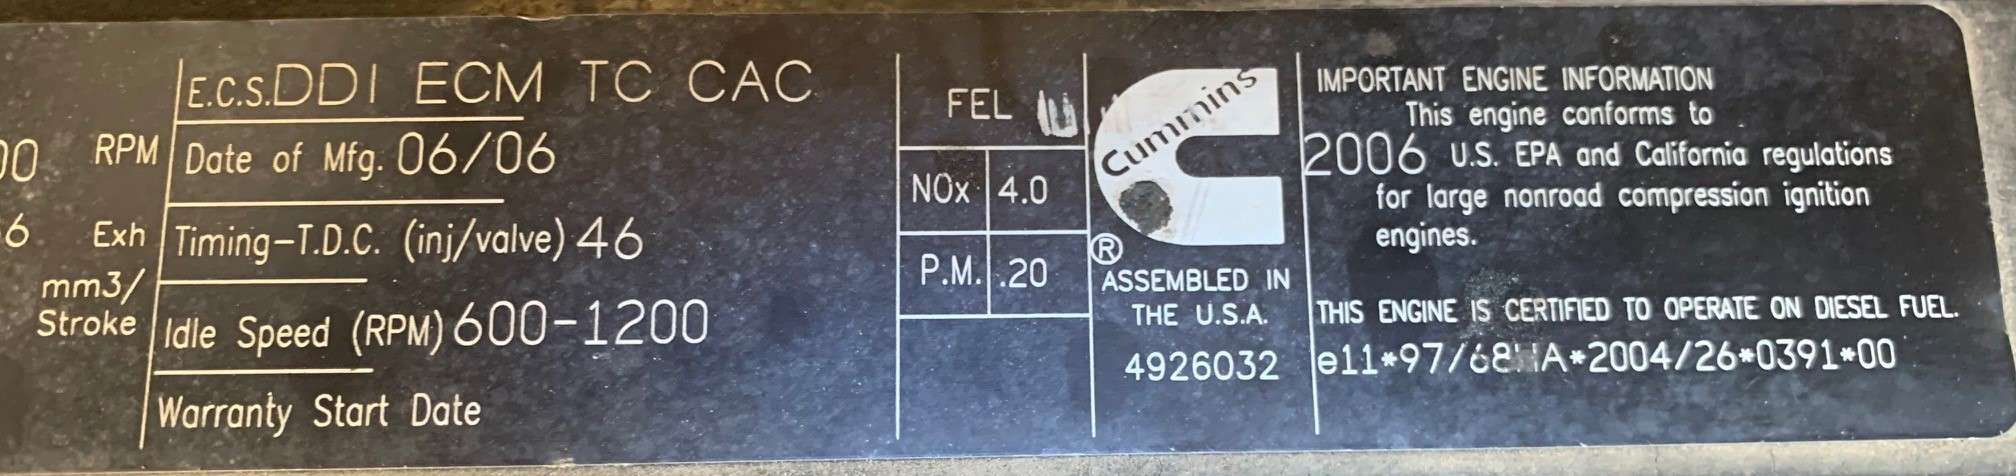 E.C.S. DDI ECM TC CAC
RPM
Date of Mfg. 06/06
6 Exh
Timing-T.D.C. (inj/valve) 46
mm3/
Stroke
Idle Speed (RPM) 600-1200
Warranty Start Date
FEL
NOx 4.0
P.M. .20
Cummins
®
ASSEMBLED IN
THE U.S.A.
4926032
IMPORTANT ENGINE INFORMATION
This engine conforms to
2006 U.S. EPA and California regulations
for large nonroad compression ignition
engines.
THIS ENGINE IS CERTIFIED TO OPERATE ON DIESEL FUEL.